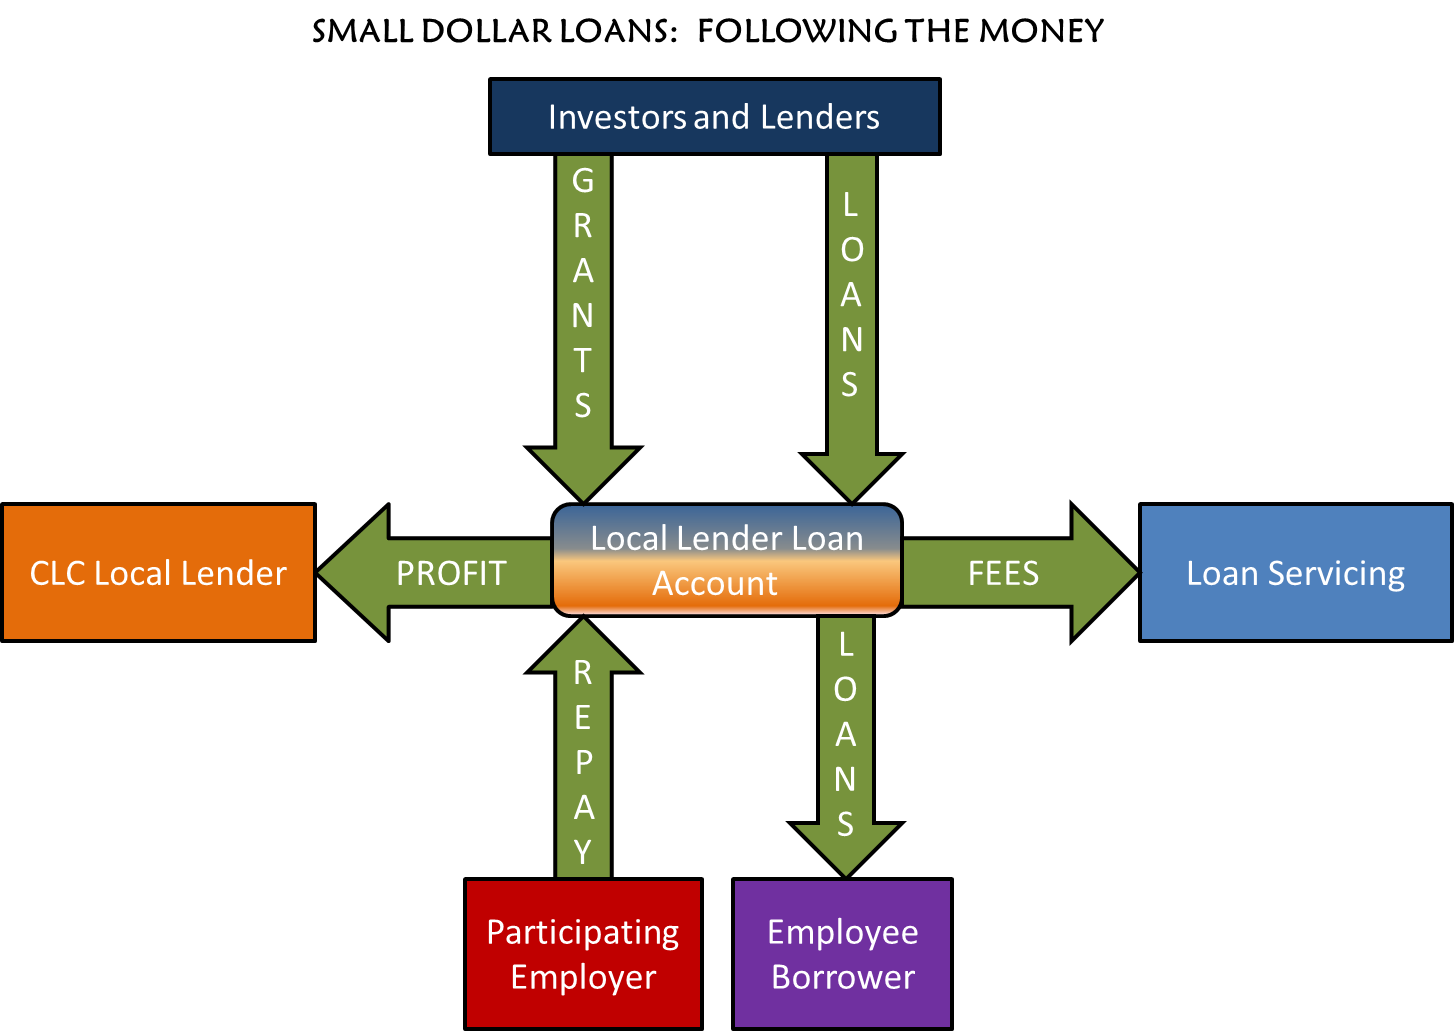 SMALL DOLLAR LOANS: FOLLOWING THE MONEY
Investors and Lenders
GRANTS
LOANS
CLC Local Lender
PROFIT
Local Lender Loan
Account
FEES
Loan Servicing
REPAY
LOANS
Participating
Employer
Employee
Borrower